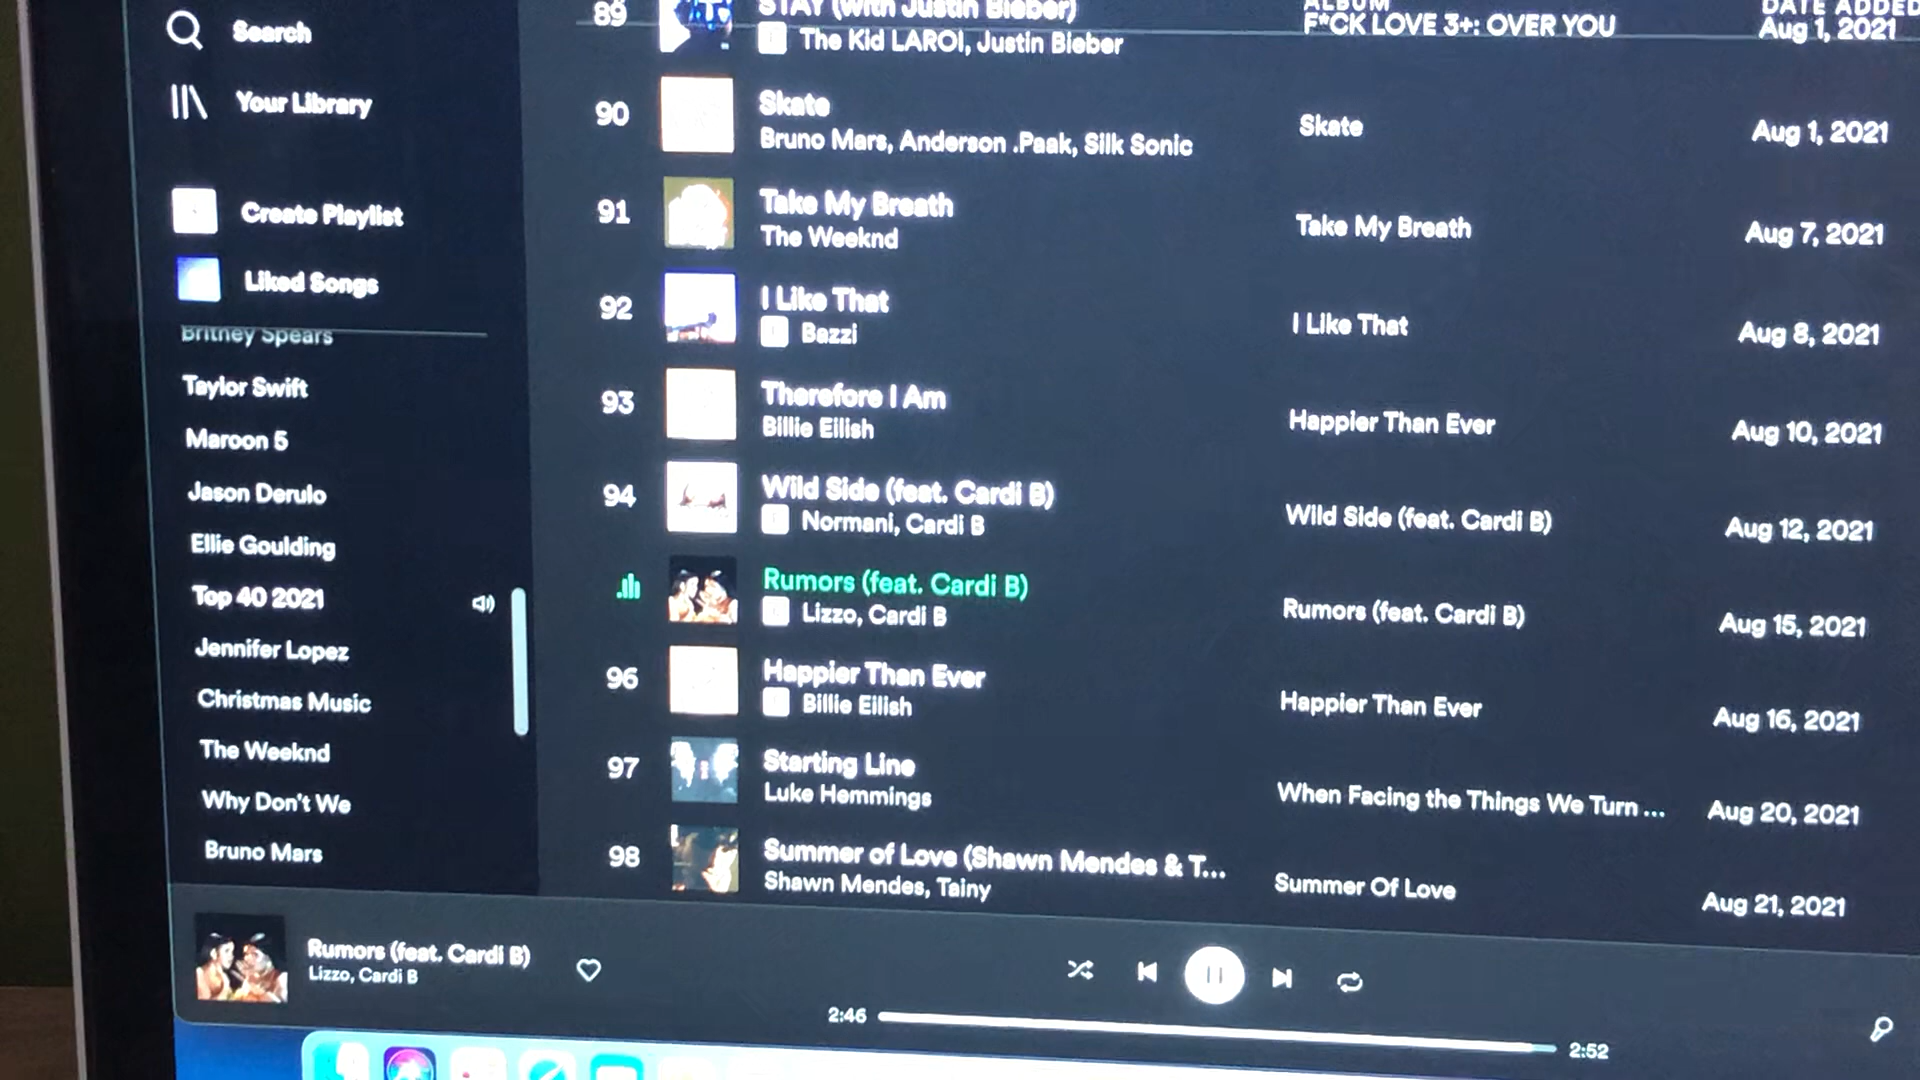 Search
Your Library
Create Playlist
Liked Songs
Britney Spears
Taylor Swift
Maroon 5
Jason Derulo
Ellie Goulding
Top 40 2021
Jennifer Lopez
Christmas Music
The Weeknd
Why Don't We
Bruno Mars
ALBUM
DATE ADDED
89
STAY (with Justin Bieber)
The Kid LAROI, Justin Bieber
F*CK LOVE 3+: OVER YOU
Aug 1, 2021
90
Skate
Bruno Mars, Anderson .Paak, Silk Sonic
Skate
Aug 1, 2021
91
Take My Breath
The Weeknd
Take My Breath
Aug 7, 2021
92
I Like That
Bazzi
I Like That
Aug 8, 2021
93
Therefore I Am
Billie Eilish
Happier Than Ever
Aug 10, 2021
94
Wild Side (feat. Cardi B)
Normani, Cardi B
Wild Side (feat. Cardi B)
Aug 12, 2021
Rumors (feat. Cardi B)
Lizzo, Cardi B
Rumors (feat. Cardi B)
Aug 15, 2021
96
Happier Than Ever
Billie Eilish
Happier Than Ever
Aug 16, 2021
97
Starting Line
Luke Hemmings
When Facing the Things We Turn ...
Aug 20, 2021
98
Summer of Love (Shawn Mendes & T...
Shawn Mendes, Tainy
Summer Of Love
Aug 21, 2021
Rumors (feat. Cardi B)
Lizzo, Cardi B
2:46
2:52